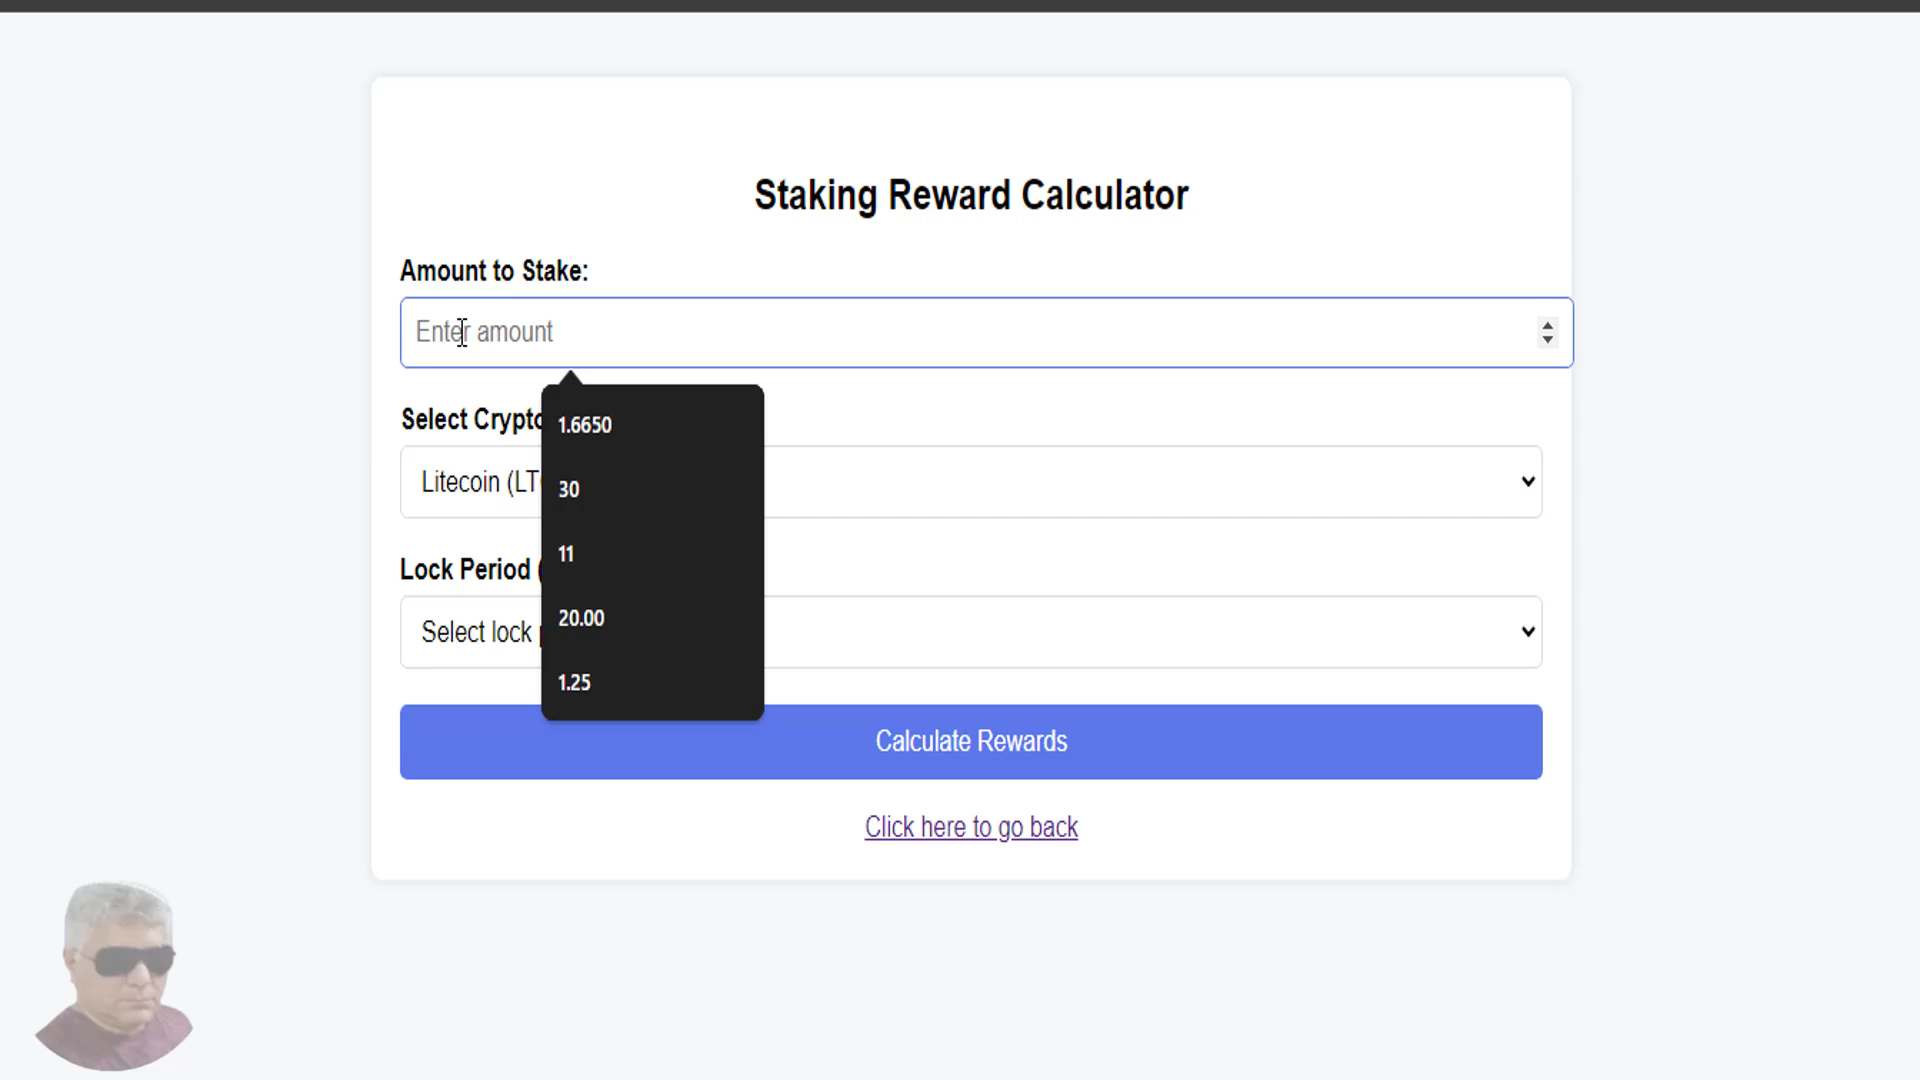 Staking Reward Calculator
Amount to Stake:
Enter amount
Select Crypto
1.6650
Litecoin (LT
30
11
Lock Period (
20.00
Select lock
1.25
Calculate Rewards
Click here to go back